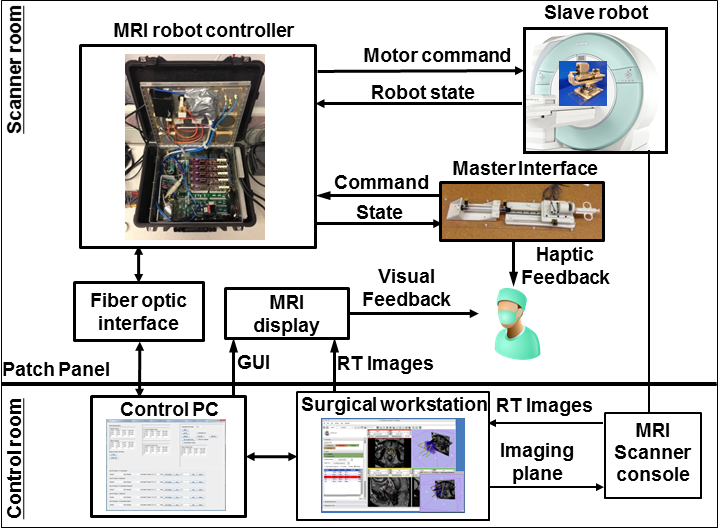 Scanner room
MRI robot controller
Slave robot
Motor command
Robot state
Master Interface
Command
State
Haptic
Feedback
Fiber optic
interface
MRI
display
Visual
Feedback
Patch Panel
GUI
RT Images
Control room
Control PC
Surgical workstation
RT Images
Imaging
plane
MRI
Scanner
console